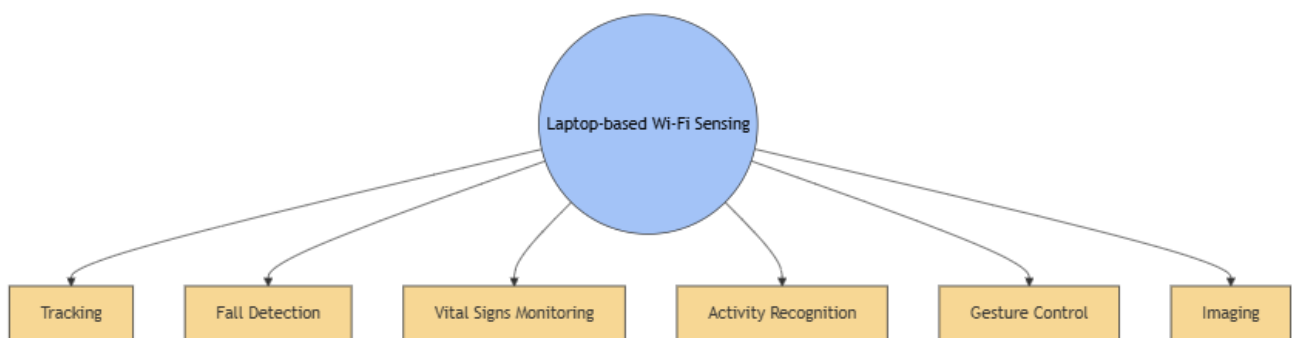 Laptop-based Wi-Fi Sensing
Tracking
Fall Detection
Vital Signs Monitoring
Activity Recognition
Gesture Control
Imaging